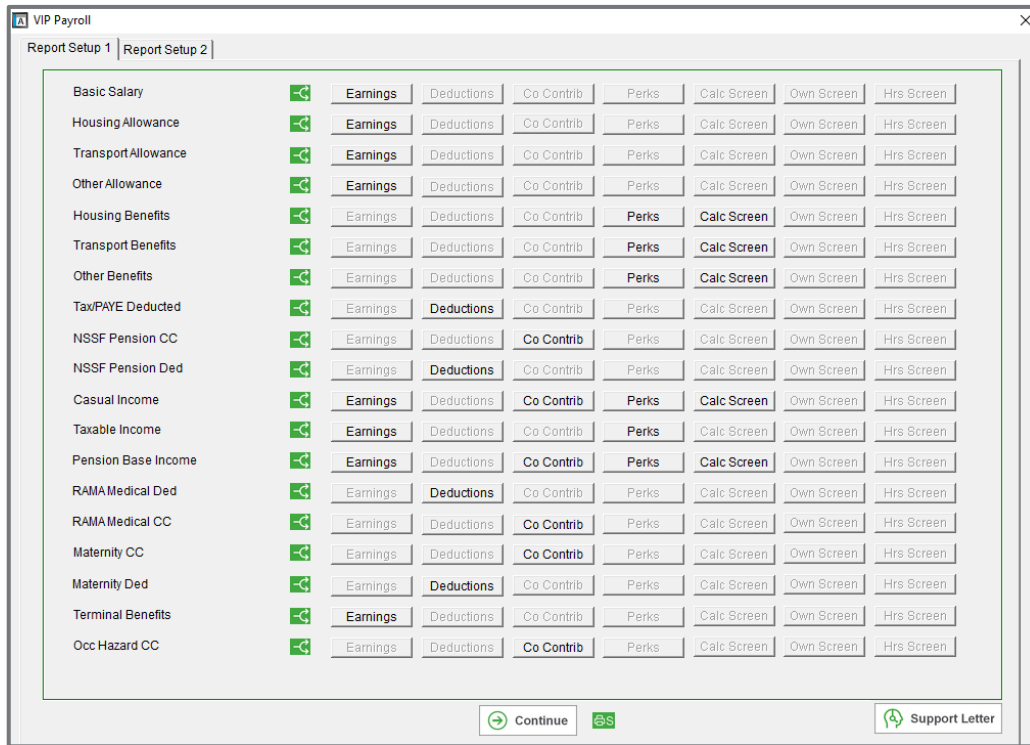 VIP Payroll
Report Setup 1 Report Setup 2
Basic Salary Earnings Deductions Co Contrib Perks Calc Screen Own Screen Hrs Screen
Housing Allowance Earnings Deductions Co Contrib Perks Calc Screen Own Screen Hrs Screen
Transport Allowance Earnings Deductions Co Contrib Perks Calc Screen Own Screen Hrs Screen
Other Allowance Earnings Deductions Co Contrib Perks Calc Screen Own Screen Hrs Screen
Housing Benefits Earnings Deductions Co Contrib Perks Calc Screen Own Screen Hrs Screen
Transport Benefits Earnings Deductions Co Contrib Perks Calc Screen Own Screen Hrs Screen
Other Benefits Earnings Deductions Co Contrib Perks Calc Screen Own Screen Hrs Screen
Tax/PAYE Deducted Earnings Deductions Co Contrib Perks Calc Screen Own Screen Hrs Screen
NSSF Pension CC Earnings Deductions Co Contrib Perks Calc Screen Own Screen Hrs Screen
NSSF Pension Ded Earnings Deductions Co Contrib Perks Calc Screen Own Screen Hrs Screen
Casual Income Earnings Deductions Co Contrib Perks Calc Screen Own Screen Hrs Screen
Taxable Income Earnings Deductions Co Contrib Perks Calc Screen Own Screen Hrs Screen
Pension Base Income Earnings Deductions Co Contrib Perks Calc Screen Own Screen Hrs Screen
RAMA Medical Ded Earnings Deductions Co Contrib Perks Calc Screen Own Screen Hrs Screen
RAMA Medical CC Earnings Deductions Co Contrib Perks Calc Screen Own Screen Hrs Screen
Maternity CC Earnings Deductions Co Contrib Perks Calc Screen Own Screen Hrs Screen
Maternity Ded Earnings Deductions Co Contrib Perks Calc Screen Own Screen Hrs Screen
Terminal Benefits Earnings Deductions Co Contrib Perks Calc Screen Own Screen Hrs Screen
Occ Hazard CC Earnings Deductions Co Contrib Perks Calc Screen Own Screen Hrs Screen
Continue S Support Letter